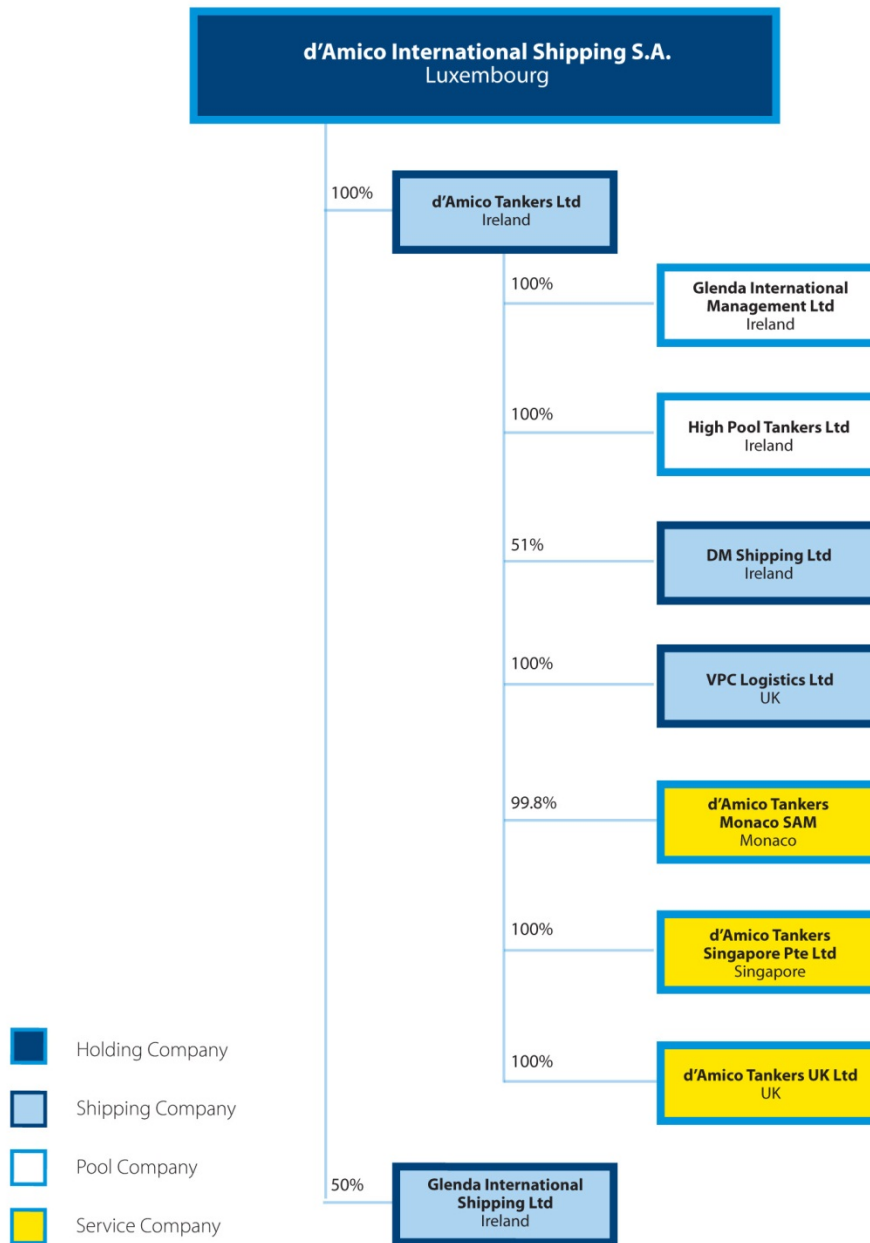 d’Amico International Shipping S.A.
Luxembourg
100%
d’Amico Tankers Ltd
Ireland
100%
Glenda International
Management Ltd
Ireland
100%
High Pool Tankers Ltd
Ireland
51%
DM Shipping Ltd
Ireland
100%
VPC Logistics Ltd
UK
99.8%
d’Amico Tankers
Monaco SAM
Monaco
100%
d’Amico Tankers
Singapore Pte Ltd
Singapore
100%
d’Amico Tankers UK Ltd
UK
50%
Glenda International
Shipping Ltd
Ireland
Holding Company
Shipping Company
Pool Company
Service Company